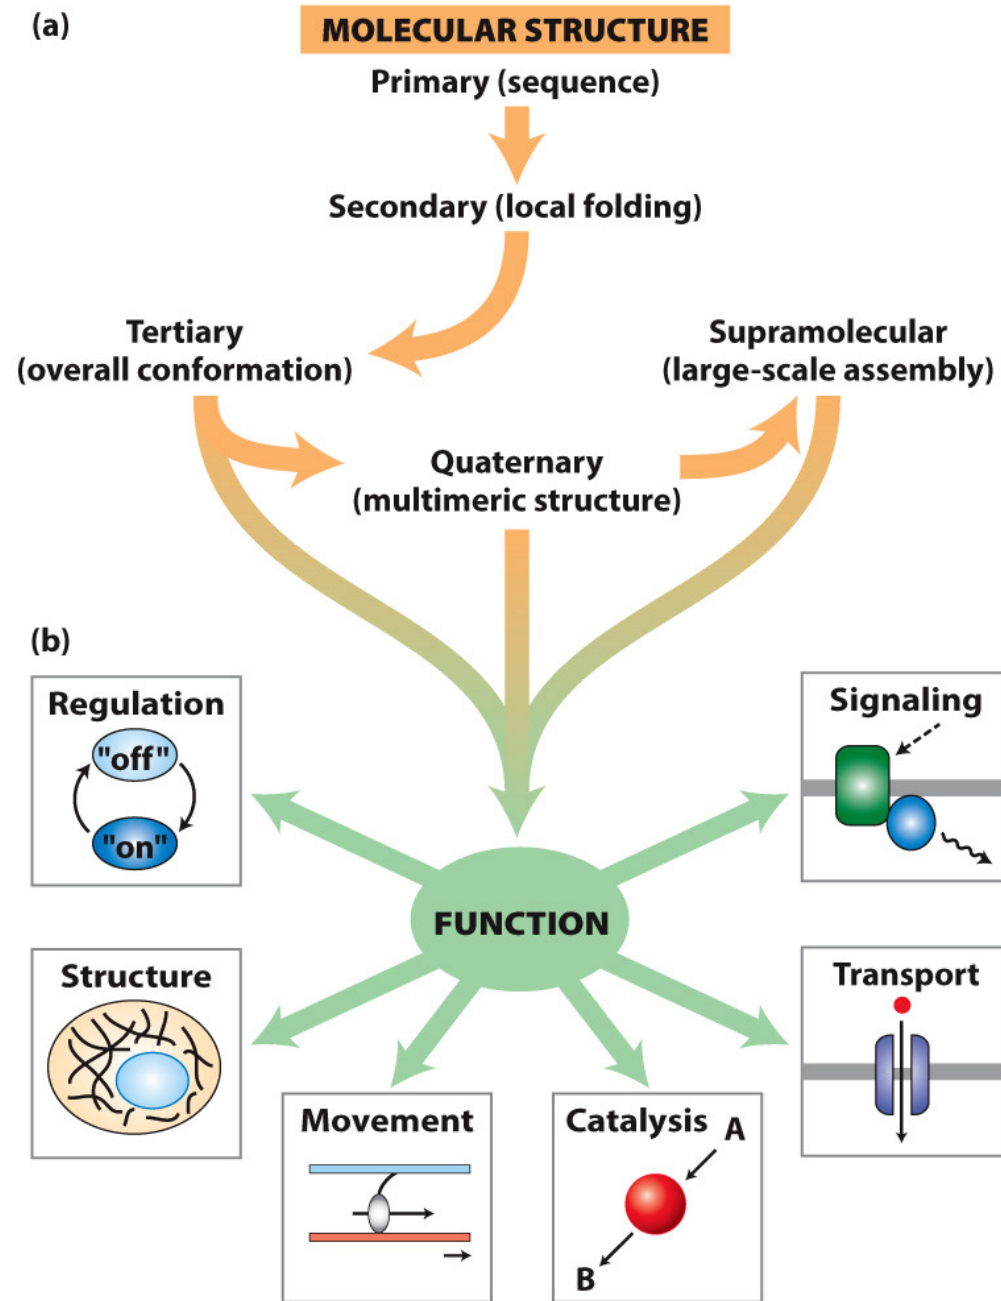 (a)
MOLECULAR STRUCTURE
Primary (sequence)
Secondary (local folding)
Tertiary
(overall conformation)
Supramolecular
(large-scale assembly)
Quaternary
(multimeric structure)
(b)
Regulation
"off"
"on"
Signaling
FUNCTION
Structure
Transport
Movement
Catalysis
A
B